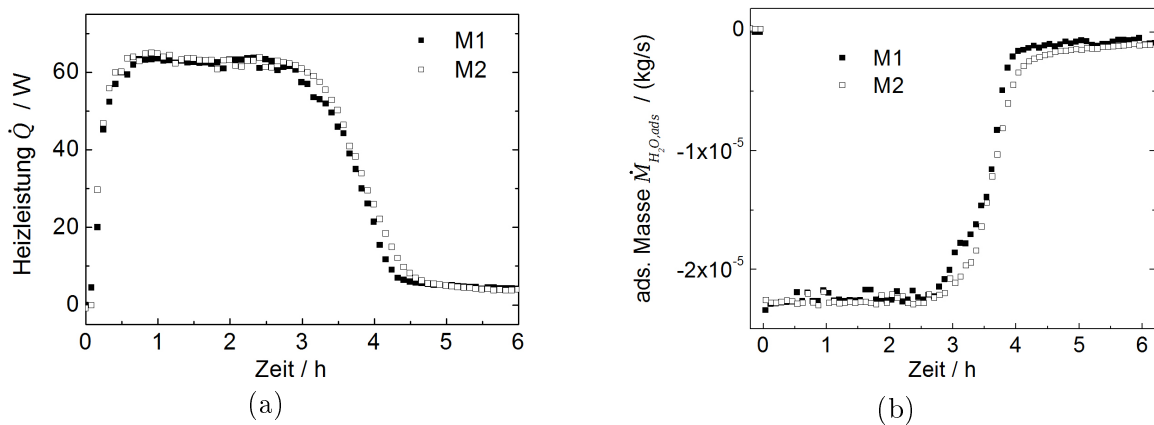 M1
M2
60
40
20
0
Heizleistung Q̇ / W
0 1 2 3 4 5 6
Zeit / h
(a)
M1
M2
0
-1x10⁻⁵
-2x10⁻⁵
ads. Masse Ṁ_{H₂O,ads} / (kg/s)
0 1 2 3 4 5 6
Zeit / h
(b)